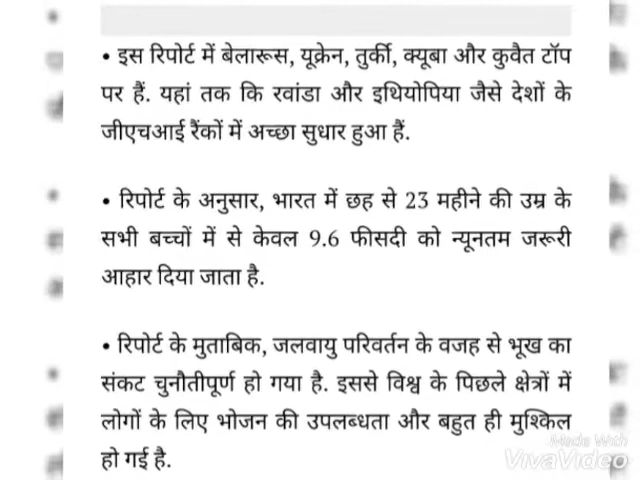 • इस रिपोर्ट में बेलारूस, यूक्रेन, तुर्की, क्यूबा और कुवैत टॉप
पर हैं. यहां तक कि रवांडा और इथियोपिया जैसे देशों के
जीएचआई रैंकों में अच्छा सुधार हुआ हैं.
• रिपोर्ट के अनुसार, भारत में छह से 23 महीने की उम्र के
सभी बच्चों में से केवल 9.6 फीसदी को न्यूनतम जरूरी
आहार दिया जाता है.
• रिपोर्ट के मुताबिक, जलवायु परिवर्तन के वजह से भूख का
संकट चुनौतीपूर्ण हो गया है. इससे विश्व के पिछले क्षेत्रों में
लोगों के लिए भोजन की उपलब्धता और बहुत ही मुश्किल
हो गई है.
Made With
VivaVideo